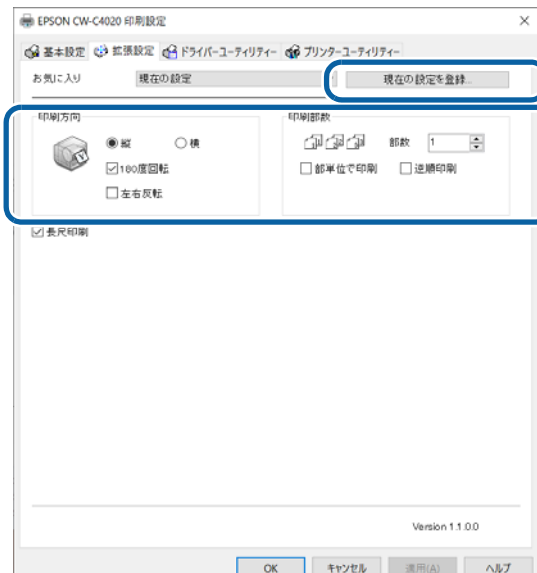 EPSON CW-C4020 印刷設定
基本設定 拡張設定 ドライバーユーティリティー プリンターユーティリティー
お気に入り 現在の設定 現在の設定を登録...
印刷方向 印刷部数
縦 横 部数 1
180度回転 部単位で印刷 逆順印刷
左右反転
長尺印刷
Version 1.1.0.0
OK キャンセル 適用(A) ヘルプ